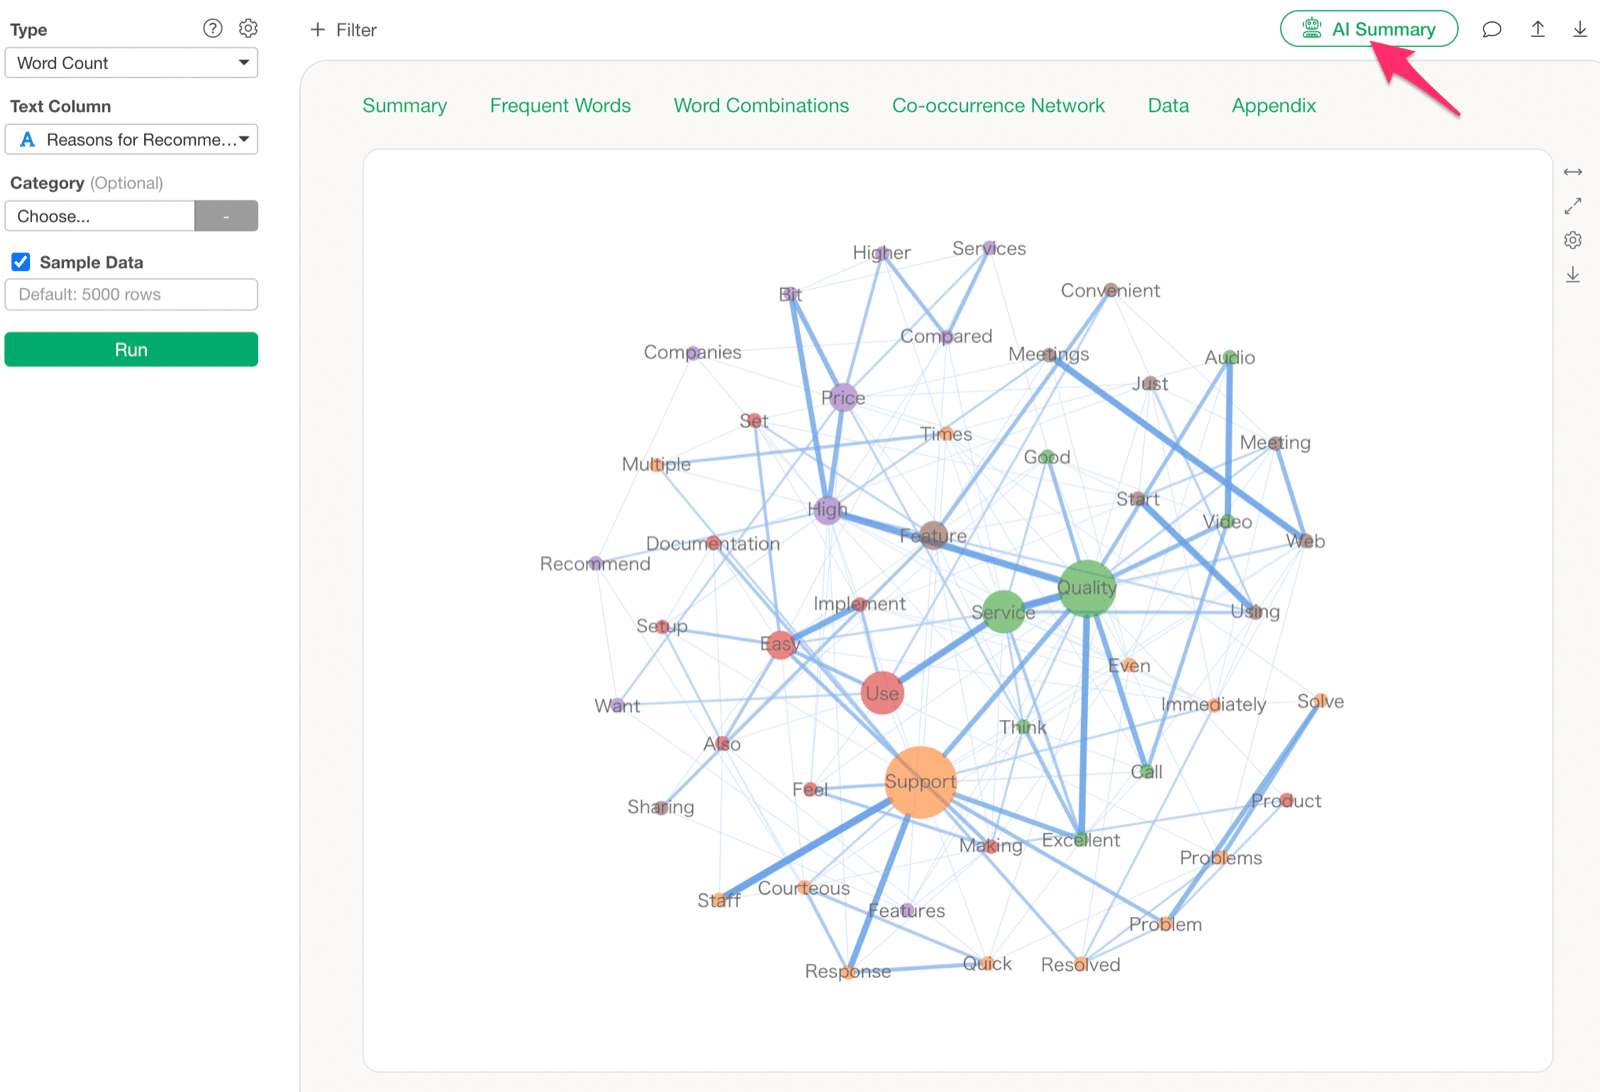 Type
Word Count
Text Column
A Reasons for Recomme...
Category (Optional)
Choose...
-
Sample Data
Default: 5000 rows
Run
+ Filter
AI Summary
Summary
Frequent Words
Word Combinations
Co-occurrence Network
Data
Appendix
Higher
Services
Bit
Convenient
Compared
Companies
Meetings
Audio
Just
Price
Set
Times
Meeting
Good
Multiple
Start
High
Video
Feature
Web
Documentation
Recommend
Quality
Implement
Service
Using
Setup
Easy
Even
Use
Want
Immediately
Solve
Think
Also
Call
Support
Feel
Product
Sharing
Making
Excellent
Problems
Courteous
Staff
Features
Problem
Response
Quick
Resolved